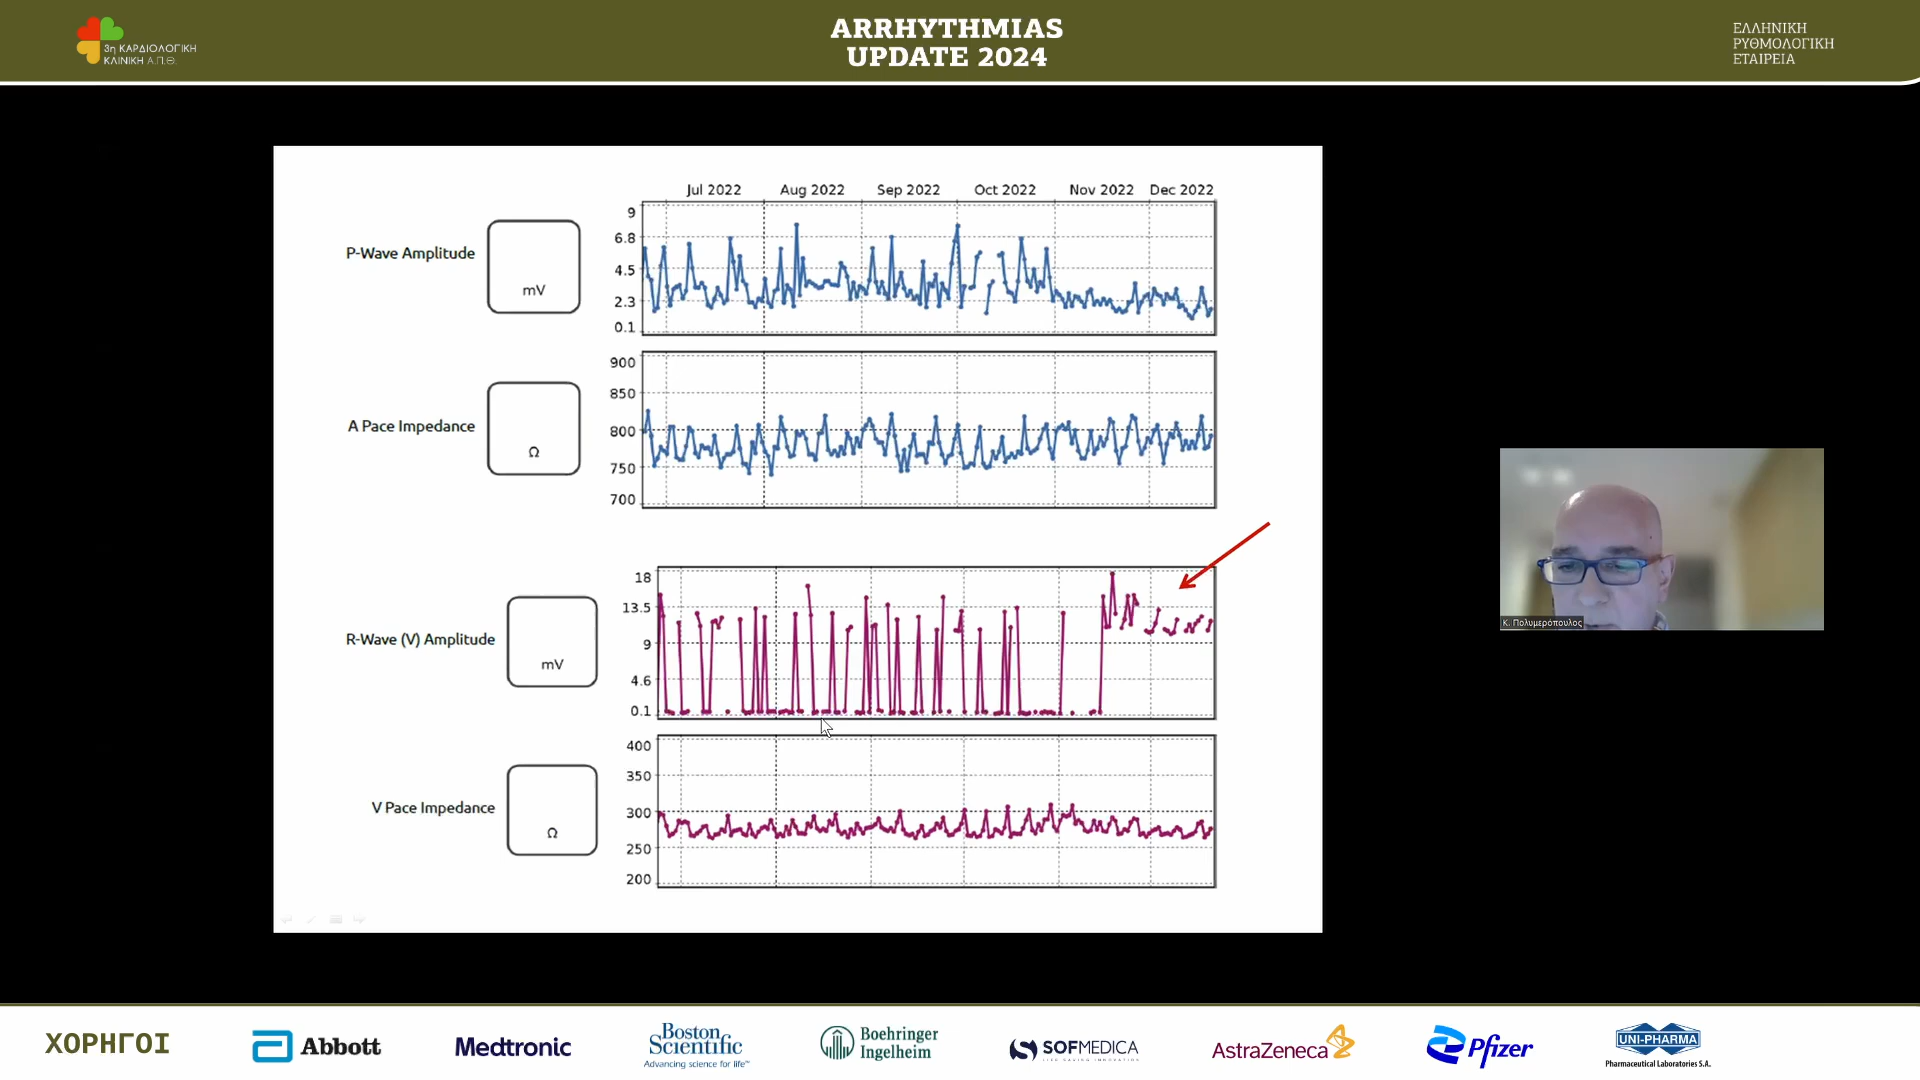 3η ΚΑΡΔΙΟΛΟΓΙΚΗ
ΚΛΙΝΙΚΗ Α.Π.Θ.
ARRHYTHMIAS
UPDATE 2024
ΕΛΛΗΝΙΚΗ
ΡΥΘΜΟΛΟΓΙΚΗ
ΕΤΑΙΡΕΙΑ
Jul 2022 Aug 2022 Sep 2022 Oct 2022 Nov 2022 Dec 2022
P-Wave Amplitude
mV
9
6.8
4.5
2.3
0.1
A Pace Impedance
Ω
900
850
800
750
700
R-Wave (V) Amplitude
mV
18
13.5
9
4.6
0.1
V Pace Impedance
Ω
400
350
300
250
200
Κ. Πολυμερόπουλος
ΧΟΡΗΓΟΙ
Abbott
Medtronic
Boston
Scientific
Advancing science for life™
Boehringer
Ingelheim
SOFMEDICA
AstraZeneca
Pfizer
UNI-PHARMA
Pharmaceutical Laboratories S.A.